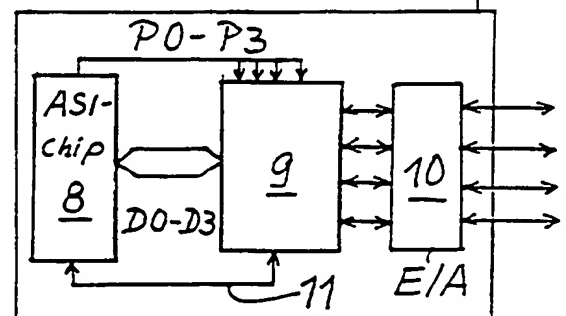 P0-P3
ASI-
chip
8
9
10
D0-D3
E/A
11